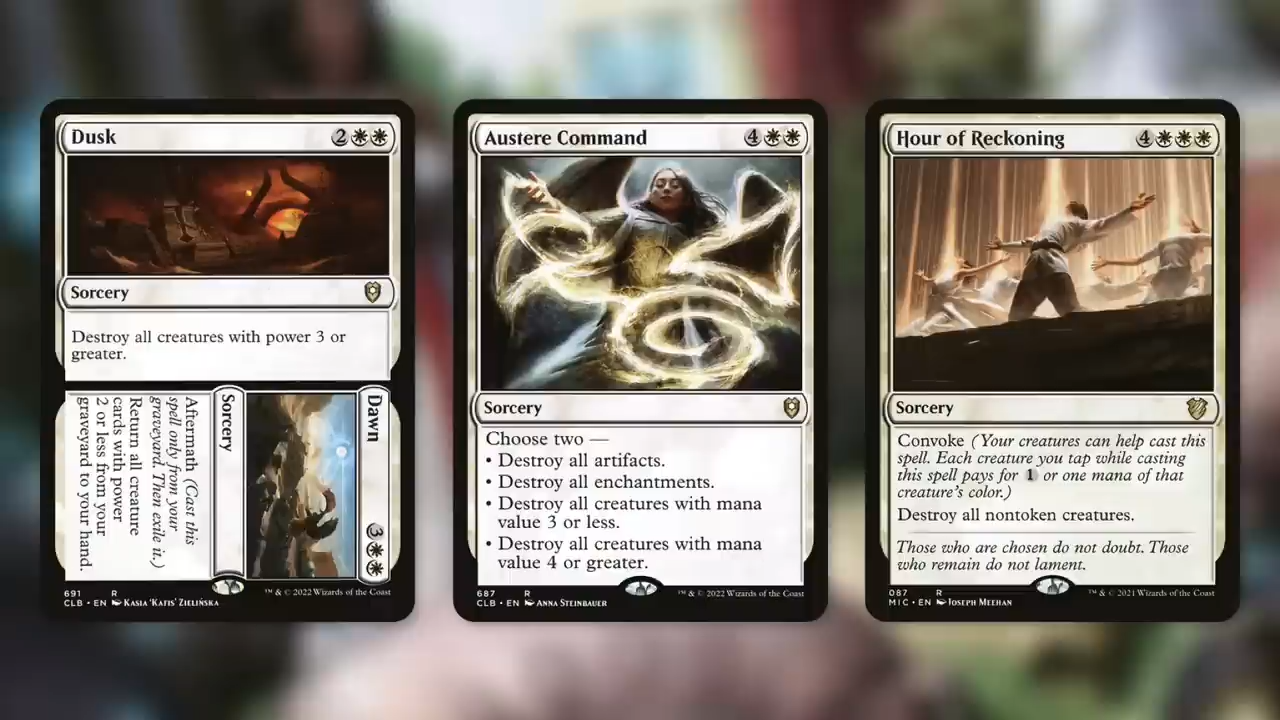 Dusk
2
Sorcery
Destroy all creatures with power 3 or
greater.
Dawn
3
Sorcery
Aftermath (Cast this
spell only from your
graveyard. Then exile it.)
Return all creature
cards with power
2 or less from your
graveyard to your hand.
691 R
CLB • EN Kasia 'Kafis' Zielińska
™ & © 2022 Wizards of the Coast
Austere Command
4
Sorcery
Choose two —
• Destroy all artifacts.
• Destroy all enchantments.
• Destroy all creatures with mana
value 3 or less.
• Destroy all creatures with mana
value 4 or greater.
687 R
CLB • EN Anna Steinbauer
™ & © 2022 Wizards of the Coast
Hour of Reckoning
4
Sorcery
Convoke (Your creatures can help cast this
spell. Each creature you tap while casting
this spell pays for 1 or one mana of that
creature's color.)
Destroy all nontoken creatures.
Those who are chosen do not doubt. Those
who remain do not lament.
087 R
MIC • EN Joseph Meehan
™ & © 2021 Wizards of the Coast